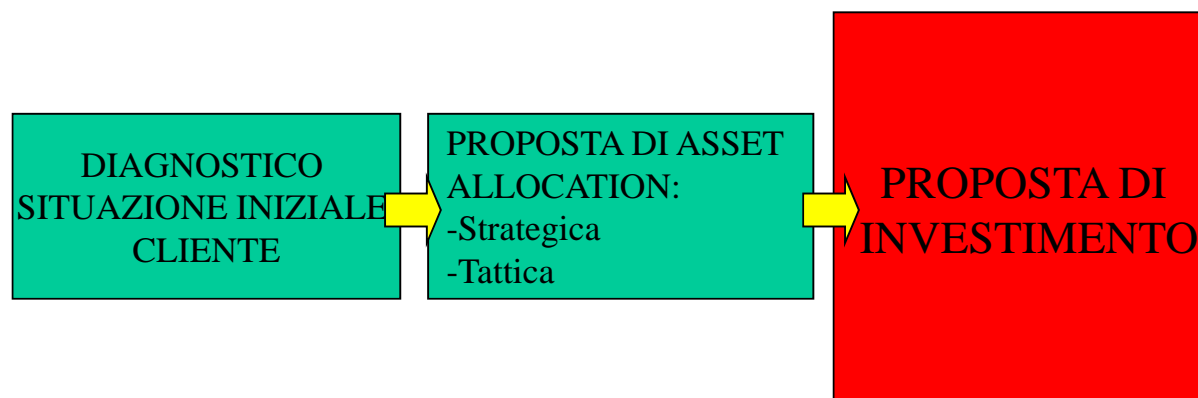 DIAGNOSTICO
SITUAZIONE INIZIALE
CLIENTE
PROPOSTA DI ASSET
ALLOCATION:
-Strategica
-Tattica
PROPOSTA DI
INVESTIMENTO